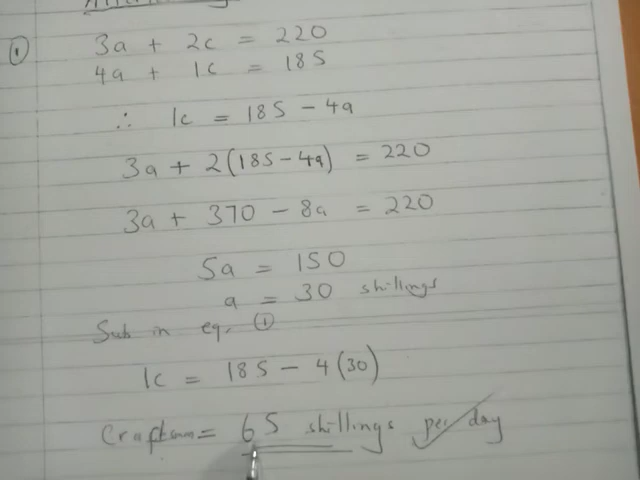 ①
3a + 2c = 220
4a + 1c = 185
∴ 1c = 185 - 4a
3a + 2(185-4a) = 220
3a + 370 - 8a = 220
5a = 150
a = 30 shillings
Sub in eq. ①
1c = 185 - 4(30)
= 65 shillings per day